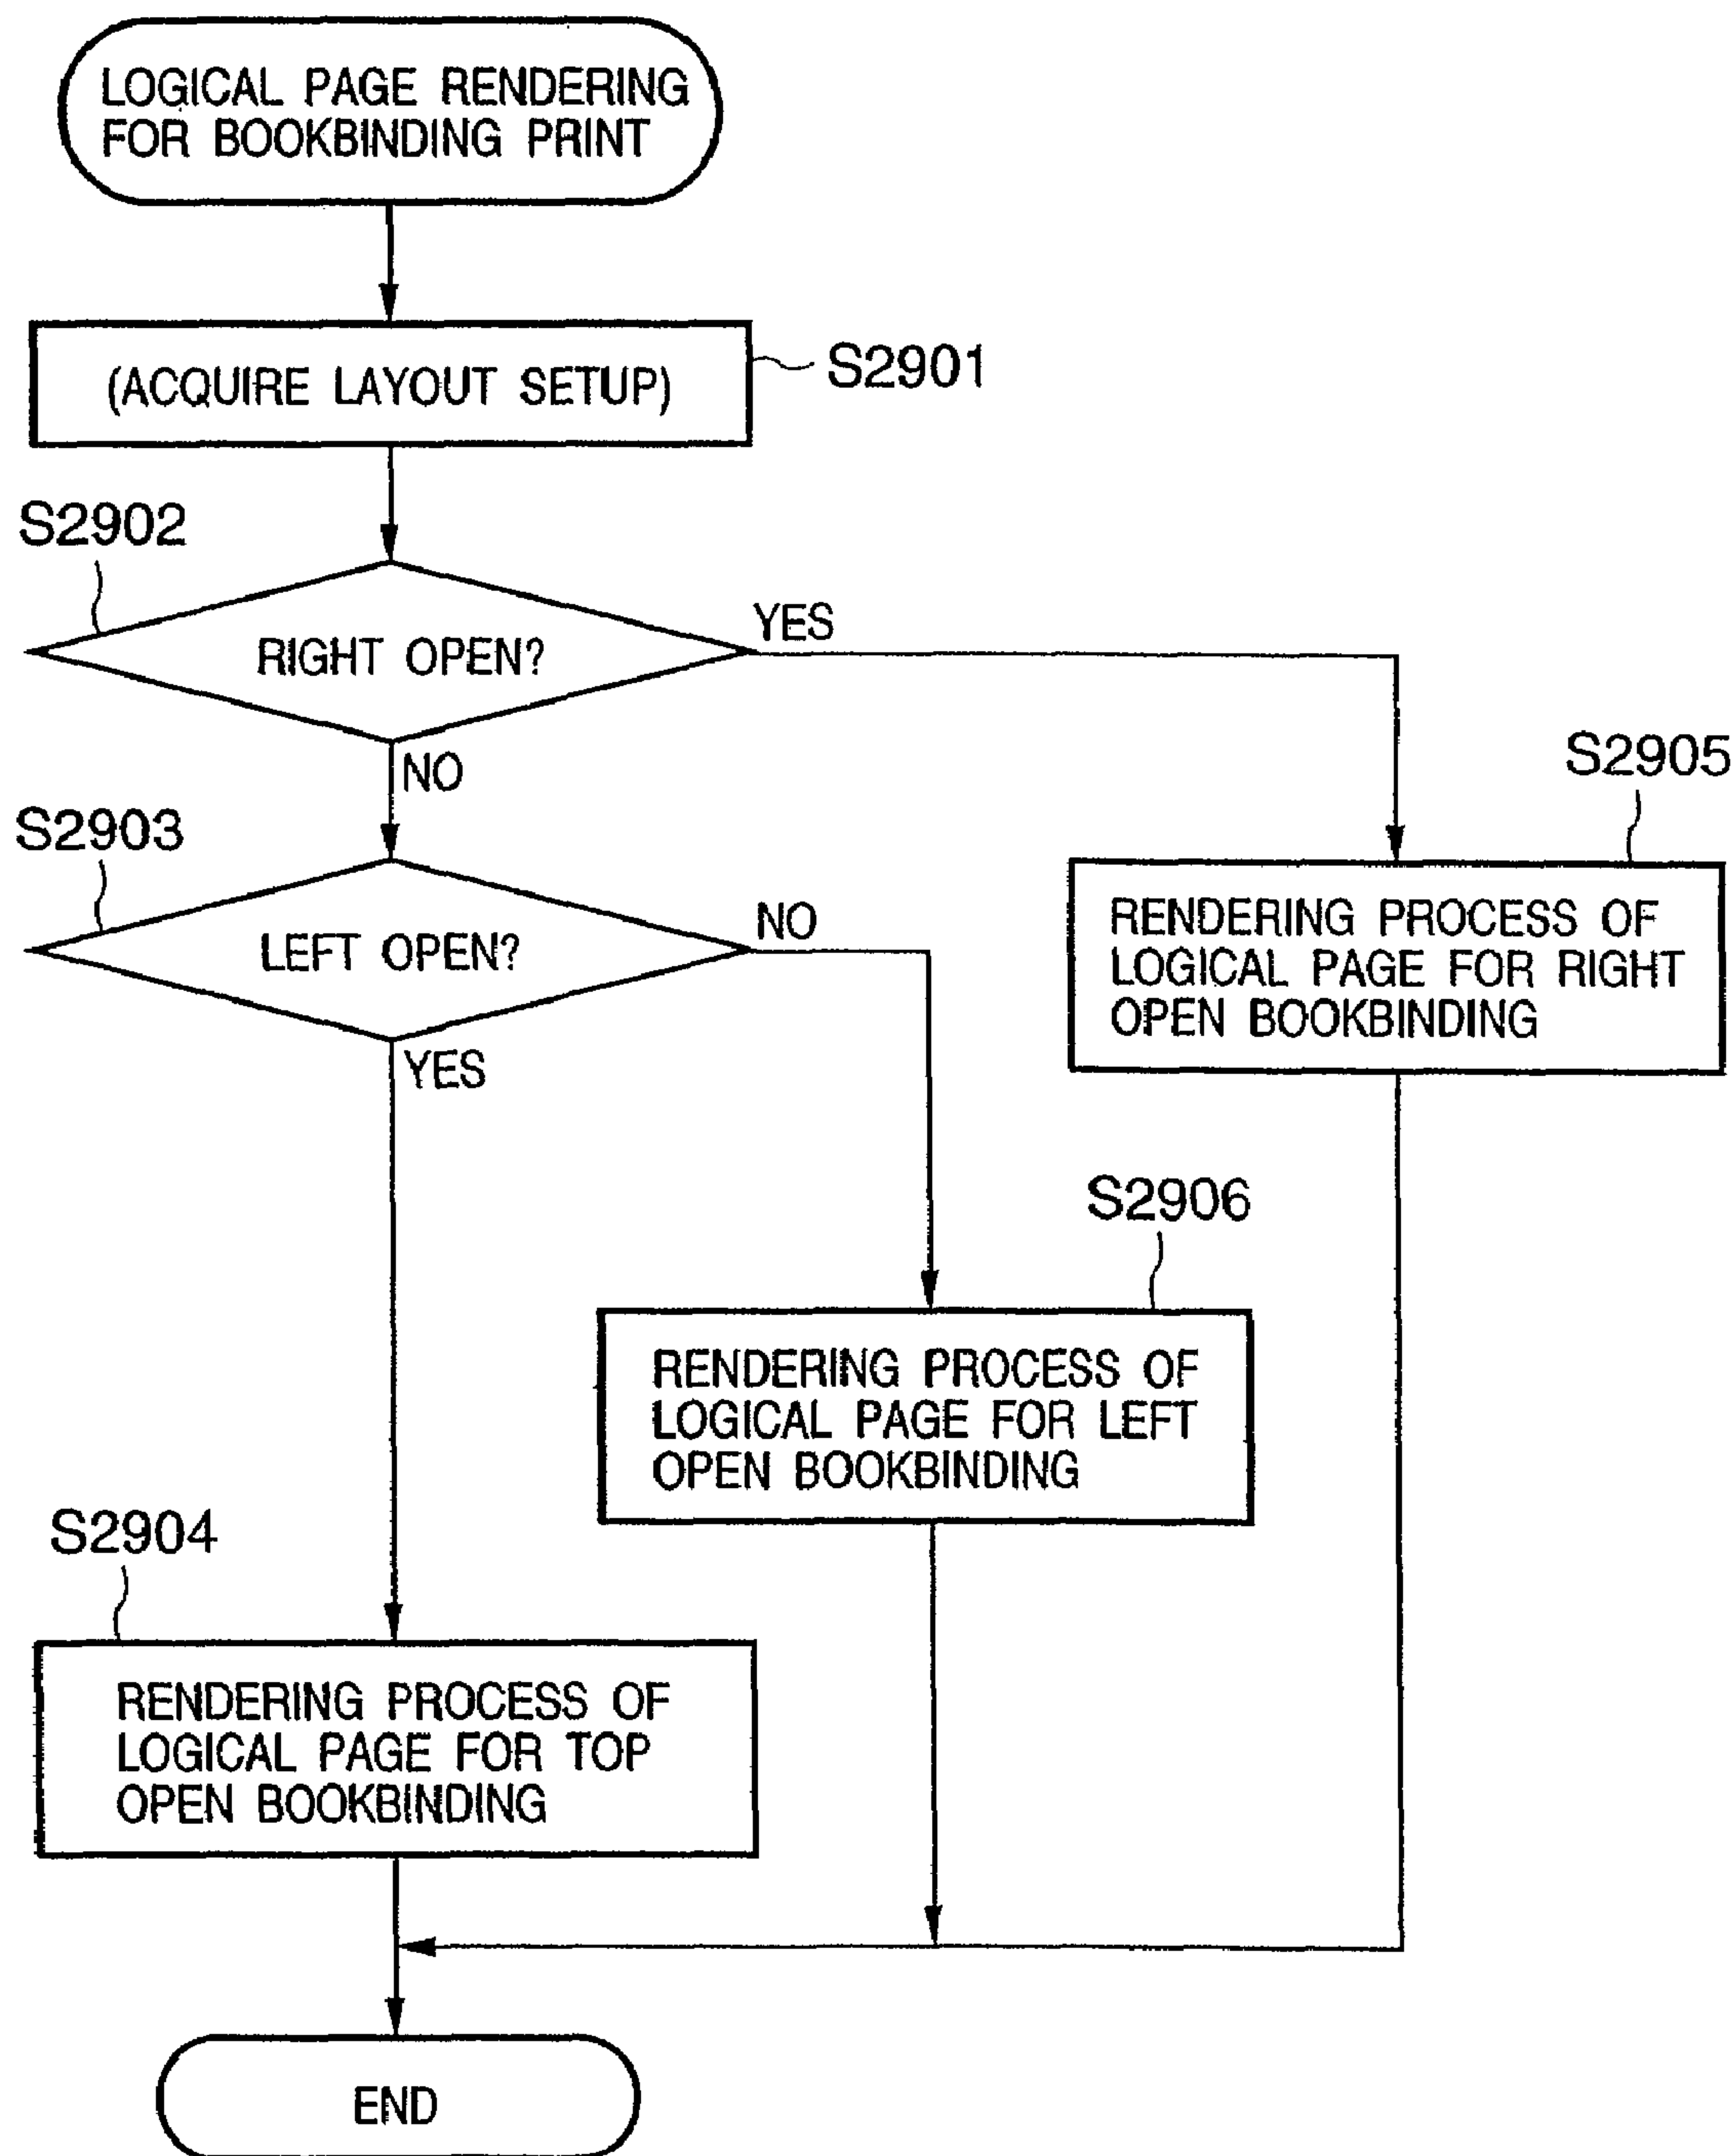 LOGICAL PAGE RENDERING
FOR BOOKBINDING PRINT
(ACQUIRE LAYOUT SETUP)
S2901
S2902
RIGHT OPEN?
YES
NO
S2903
LEFT OPEN?
NO
YES
S2905
RENDERING PROCESS OF
LOGICAL PAGE FOR RIGHT
OPEN BOOKBINDING
S2906
RENDERING PROCESS OF
LOGICAL PAGE FOR LEFT
OPEN BOOKBINDING
S2904
RENDERING PROCESS OF
LOGICAL PAGE FOR TOP
OPEN BOOKBINDING
END